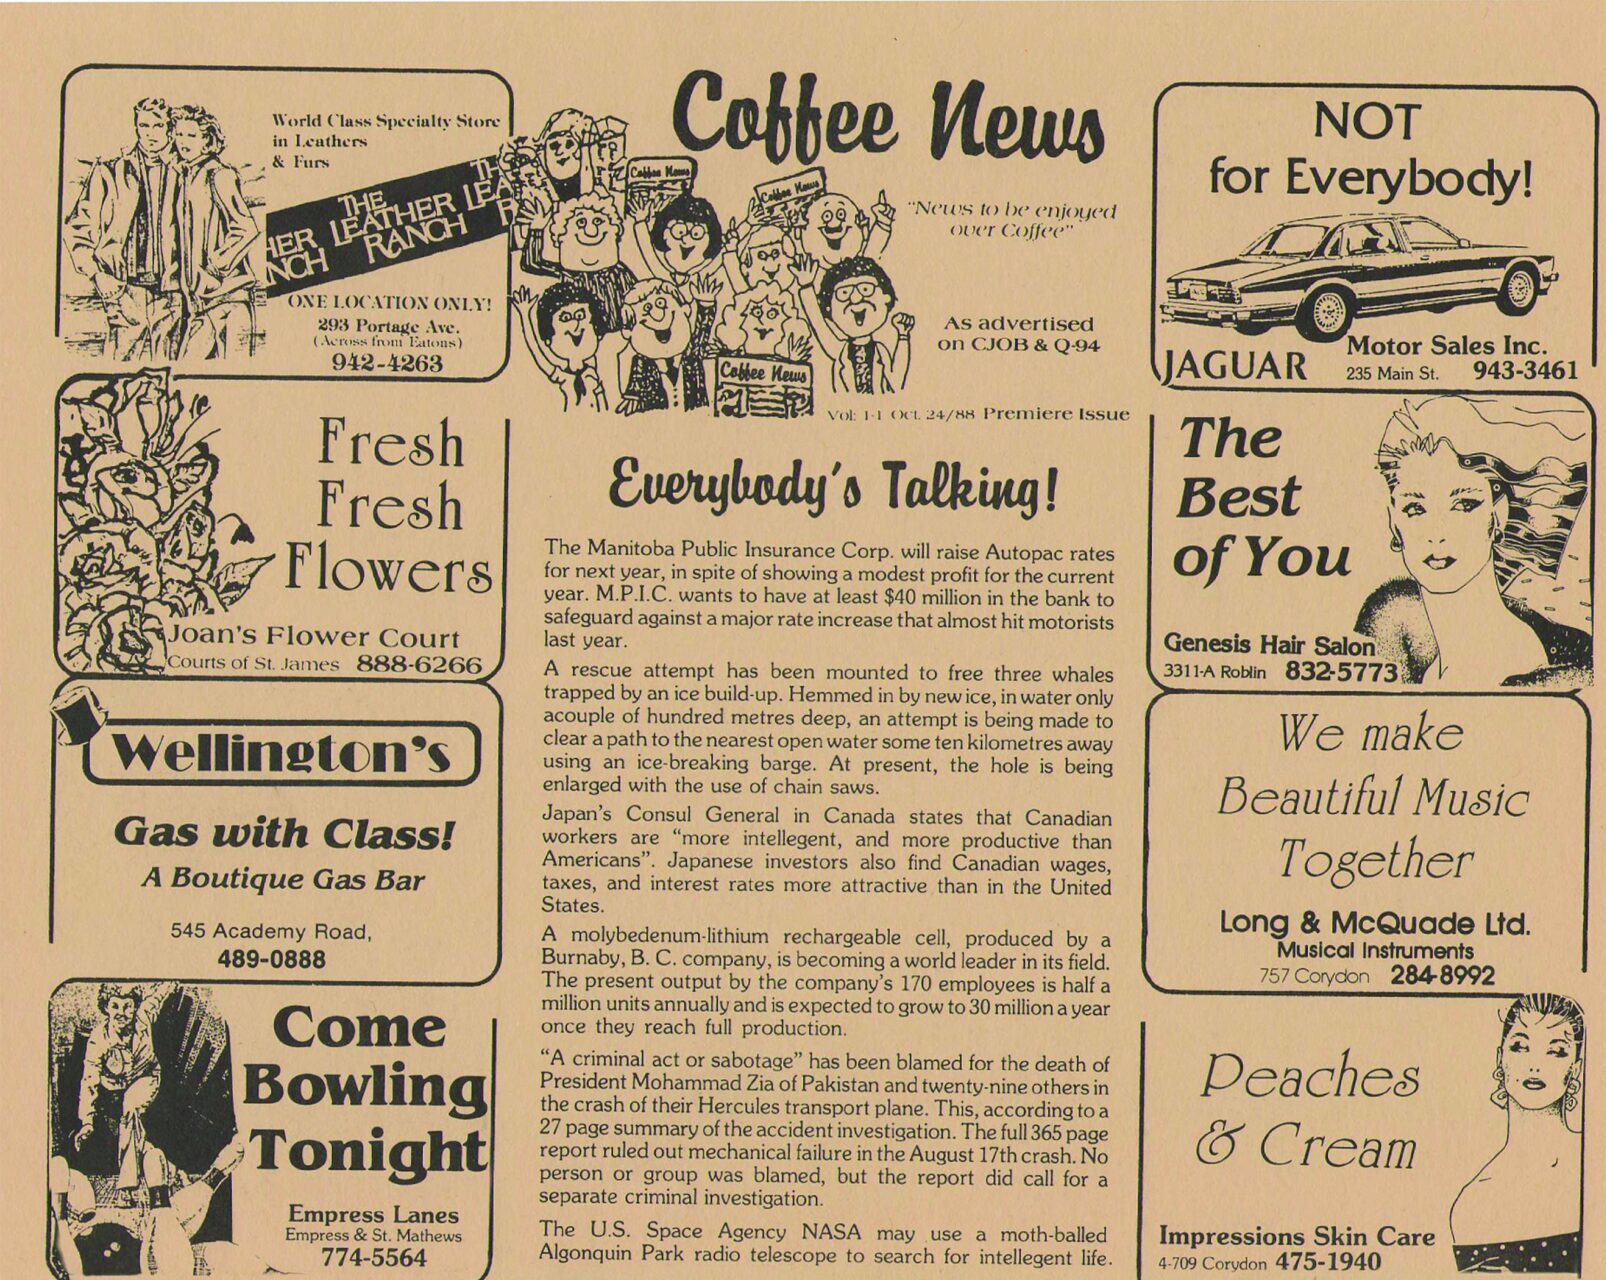 World Class Specialty Store
in Leathers
& Furs
THE
LEATHER
RANCH
ONE LOCATION ONLY!
293 Portage Ave.
(Across from Eatons)
942-4263
Fresh
Fresh
Flowers
Joan's Flower Court
Courts of St. James 888-6266
Wellington's
Gas with Class!
A Boutique Gas Bar
545 Academy Road,
489-0888
Come
Bowling
Tonight
Empress Lanes
Empress & St. Mathews
774-5564
Coffee News
Coffee News
Coffee News
Coffee News
"News to be enjoyed
over Coffee"
As advertised
on CJOB & Q-94
Vol: 1-1 Oct. 24/88 Premiere Issue
Everybody's Talking!
The Manitoba Public Insurance Corp. will raise Autopac rates
for next year, in spite of showing a modest profit for the current
year. M.P.I.C. wants to have at least $40 million in the bank to
safeguard against a major rate increase that almost hit motorists
last year.
A rescue attempt has been mounted to free three whales
trapped by an ice build-up. Hemmed in by new ice, in water only
acouple of hundred metres deep, an attempt is being made to
clear a path to the nearest open water some ten kilometres away
using an ice-breaking barge. At present, the hole is being
enlarged with the use of chain saws.
Japan's Consul General in Canada states that Canadian
workers are "more intellegent, and more productive than
Americans". Japanese investors also find Canadian wages,
taxes, and interest rates more attractive than in the United
States.
A molybedenum-lithium rechargeable cell, produced by a
Burnaby, B. C. company, is becoming a world leader in its field.
The present output by the company's 170 employees is half a
million units annually and is expected to grow to 30 million a year
once they reach full production.
"A criminal act or sabotage" has been blamed for the death of
President Mohammad Zia of Pakistan and twenty-nine others in
the crash of their Hercules transport plane. This, according to a
27 page summary of the accident investigation. The full 365 page
report ruled out mechanical failure in the August 17th crash. No
person or group was blamed, but the report did call for a
separate criminal investigation.
The U.S. Space Agency NASA may use a moth-balled
Algonquin Park radio telescope to search for intellegent life.
NOT
for Everybody!
JAGUAR
Motor Sales Inc.
235 Main St. 943-3461
The
Best
of You
Genesis Hair Salon
3311-A Roblin 832-5773
We make
Beautiful Music
Together
Long & McQuade Ltd.
Musical Instruments
757 Corydon 284-8992
Peaches
& Cream
Impressions Skin Care
4-709 Corydon 475-1940